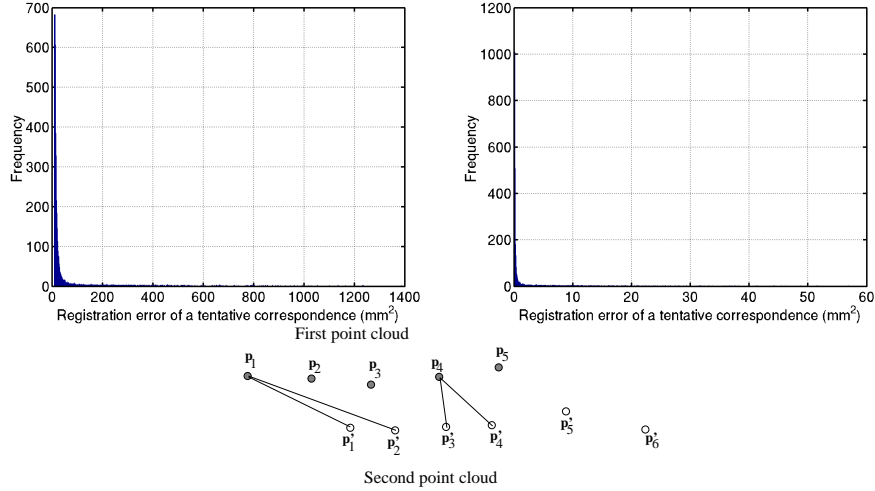 700
600
500
400
300
200
100
0
Frequency
0 200 400 600 800 1000 1200 1400
Registration error of a tentative correspondence (mm²)
1200
1000
800
600
400
200
0
Frequency
0 10 20 30 40 50 60
Registration error of a tentative correspondence (mm²)
First point cloud
p1 p2 p3 p4 p5
p'1 p'2 p'3 p'4 p'5 p'6
Second point cloud